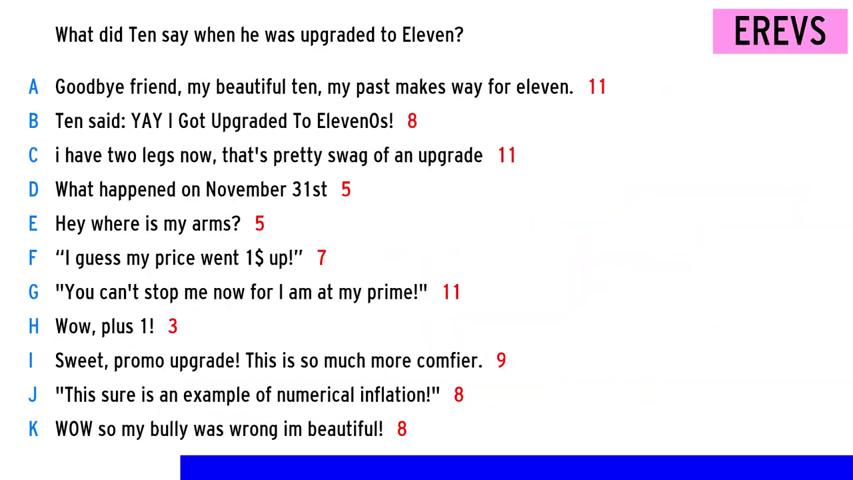 What did Ten say when he was upgraded to Eleven?
EREVS
A Goodbye friend, my beautiful ten, my past makes way for eleven. 11
B Ten said: YAY I Got Upgraded To ElevenOs! 8
C i have two legs now, that's pretty swag of an upgrade 11
D What happened on November 31st 5
E Hey where is my arms? 5
F “I guess my price went 1$ up!” 7
G "You can't stop me now for I am at my prime!" 11
H Wow, plus 1! 3
I Sweet, promo upgrade! This is so much more comfier. 9
J "This sure is an example of numerical inflation!" 8
K WOW so my bully was wrong im beautiful! 8